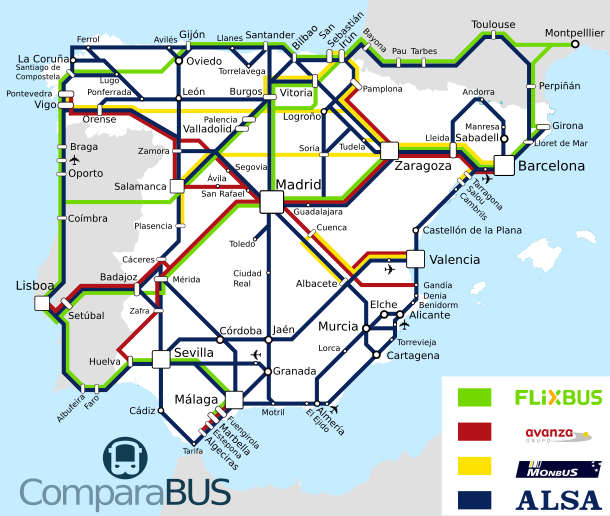 Toulouse
Montpelllier
San
Sebastián
Irún
Bayonne
Bilbao
Gijón
Santander
Avilés
Llanes
Ferrol
La Coruña
Oviedo
Torrelavega
Pau
Tarbes
Santiago de
Compostela
Lugo
Pontevedra
Ponferrada
León
Burgos
Vitoria
Pamplona
Perpiñán
Andorra
Vigo
Orense
Palencia
Valladolid
Logroño
Manresa
Sabadell
Girona
Lloret de Mar
Braga
Zamora
Soria
Tudela
Lleida
Zaragoza
Barcelona
Oporto
Salamanca
Segovia
Ávila
San Rafael
Madrid
Tarragona
Salou
Cambrils
Coímbra
Plasencia
Guadalajara
Cuenca
Castellón de la Plana
Toledo
Cáceres
Valencia
Badajoz
Mérida
Ciudad
Real
Albacete
Lisboa
Gandía
Denia
Benidorm
Setúbal
Zafra
Elche
Alicante
Córdoba
Jaén
Murcia
Torrevieja
Huelva
Sevilla
Lorca
Cartagena
Granada
Albufeira
Faro
Cádiz
Málaga
Motril
El Ejido
Almería
Fuengirola
Marbella
Estepona
Algeciras
Tarifa
FLiXBUS
avanza
GRUPO
MONBUS
ALSA
ComparaBUS